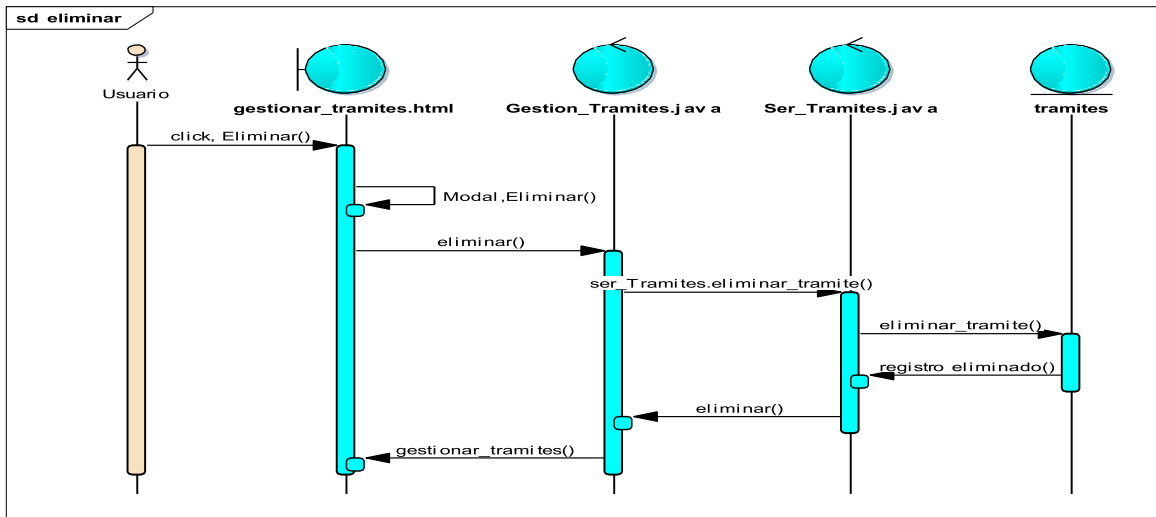 sd eliminar
Usuario
gestionar_tramites.html
Gestion_Tramites.java
Ser_Tramites.java
tramites
click, Eliminar()
Modal,Eliminar()
eliminar()
ser_Tramites.eliminar_tramite()
eliminar_tramite()
registro eliminado()
eliminar()
gestionar_tramites()